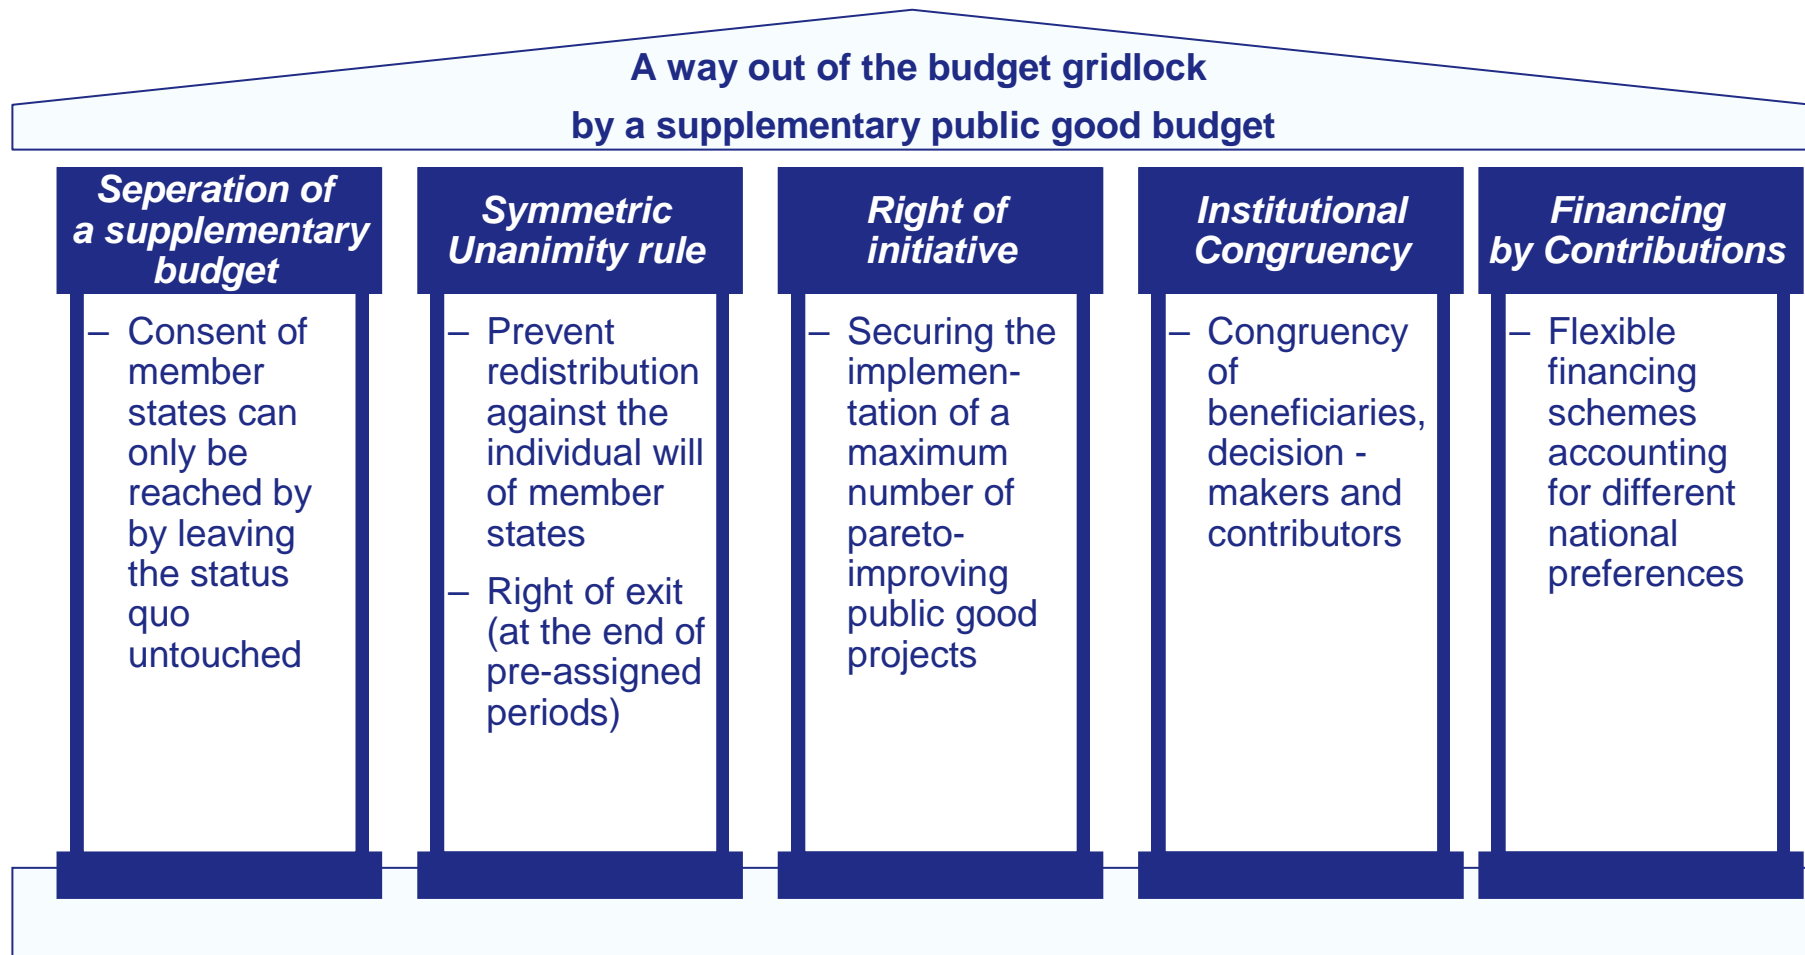 A way out of the budget gridlock
by a supplementary public good budget
Seperation of
a supplementary
budget
– Consent of
member
states can
only be
reached by
by leaving
the status
quo
untouched
Symmetric
Unanimity rule
– Prevent
redistribution
against the
individual will
of member
states
– Right of exit
(at the end of
pre-assigned
periods)
Right of
initiative
– Securing the
implemen-
tation of a
maximum
number of
pareto-
improving
public good
projects
Institutional
Congruency
– Congruency
of
beneficiaries,
decision -
makers and
contributors
Financing
by Contributions
– Flexible
financing
schemes
accounting
for different
national
preferences